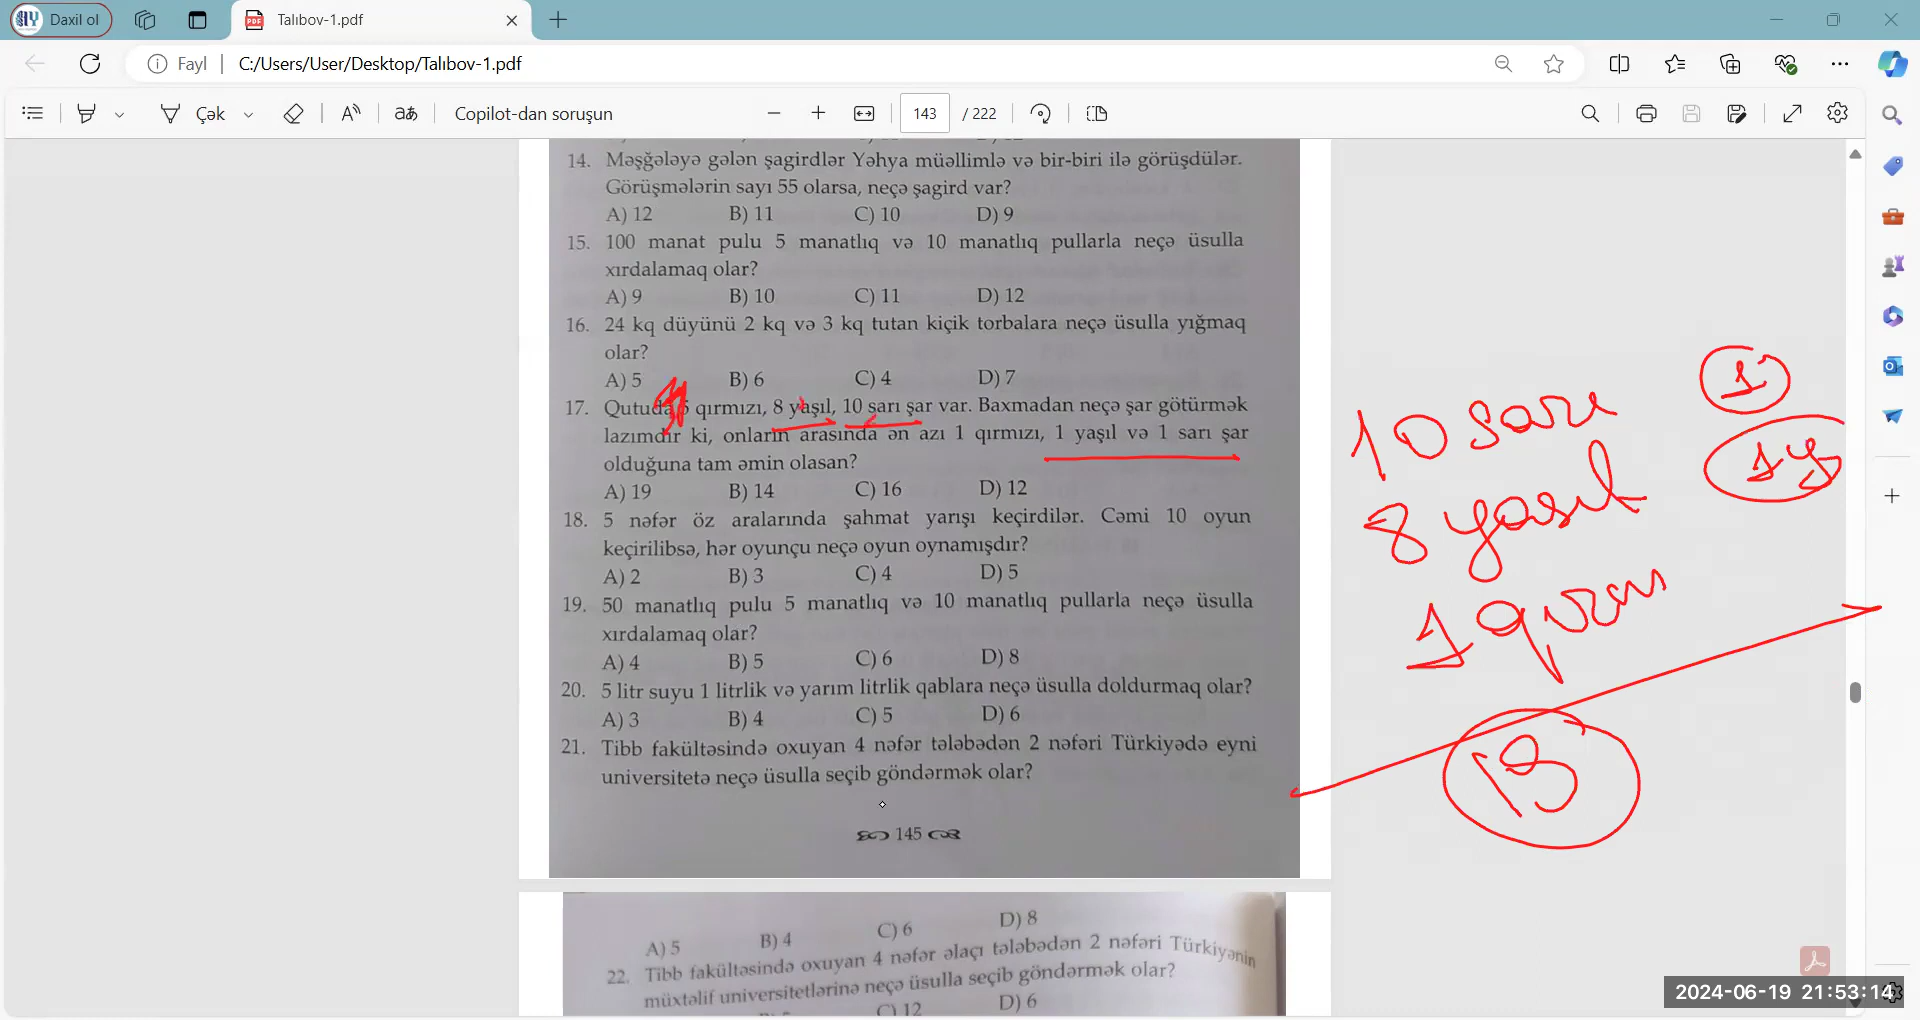 Daxil ol
Talıbov-1.pdf
Fayl
C:/Users/User/Desktop/Talıbov-1.pdf
Çək
Copilot-dan soruşun
143
/ 222
14. Məşğələyə gələn şagirdlər Yəhya müəllimlə və bir-biri ilə görüşdülər.
Görüşmələrin sayı 55 olarsa, neçə şagird var?
A) 12 B) 11 C) 10 D) 9
15. 100 manat pulu 5 manatlıq və 10 manatlıq pullarla neçə üsulla
xırdalamaq olar?
A) 9 B) 10 C) 11 D) 12
16. 24 kq düyünü 2 kq və 3 kq tutan kiçik torbalara neçə üsulla yığmaq
olar?
A) 5 B) 6 C) 4 D) 7
17. Qutuda qırmızı, 8 yaşıl, 10 sarı şar var. Baxmadan neçə şar götürmək
lazımdır ki, onların arasında ən azı 1 qırmızı, 1 yaşıl və 1 sarı şar
olduğuna tam əmin olasan?
A) 19 B) 14 C) 16 D) 12
18. 5 nəfər öz aralarında şahmat yarışı keçirdilər. Cəmi 10 oyun
keçirilibsə, hər oyunçu neçə oyun oynamışdır?
A) 2 B) 3 C) 4 D) 5
19. 50 manatlıq pulu 5 manatlıq və 10 manatlıq pullarla neçə üsulla
xırdalamaq olar?
A) 4 B) 5 C) 6 D) 8
20. 5 litr suyu 1 litrlik və yarım litrlik qablara neçə üsulla doldurmaq olar?
A) 3 B) 4 C) 5 D) 6
21. Tibb fakültəsində oxuyan 4 nəfər tələbədən 2 nəfəri Türkiyədə eyni
universitetə neçə üsulla seçib göndərmək olar?
145
A) 5 B) 4 C) 6 D) 8
22. Tibb fakültəsində oxuyan 4 nəfər əlaçı tələbədən 2 nəfəri Türkiyənin
müxtəlif universitetlərinə neçə üsulla seçib göndərmək olar?
C) 12 D) 6
10 sarı
8 yaşıl
1
1 y
19
2024-06-19 21:53:14